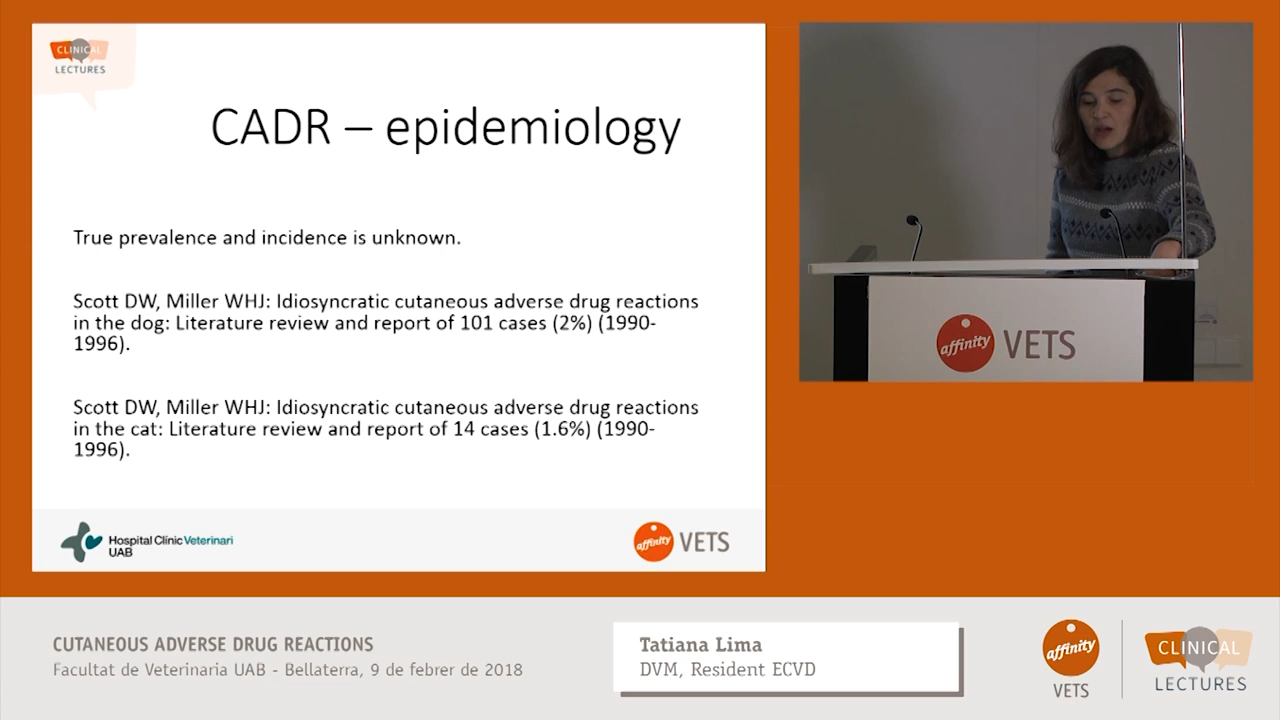 CLINICAL
LECTURES
CADR – epidemiology
True prevalence and incidence is unknown.
Scott DW, Miller WHJ: Idiosyncratic cutaneous adverse drug reactions
in the dog: Literature review and report of 101 cases (2%) (1990-
1996).
Scott DW, Miller WHJ: Idiosyncratic cutaneous adverse drug reactions
in the cat: Literature review and report of 14 cases (1.6%) (1990-
1996).
Hospital Clínic Veterinari
UAB
affinity VETS
affinity VETS
CUTANEOUS ADVERSE DRUG REACTIONS
Facultat de Veterinaria UAB - Bellaterra, 9 de febrer de 2018
Tatiana Lima
DVM, Resident ECVD
affinity
VETS
CLINICAL
LECTURES